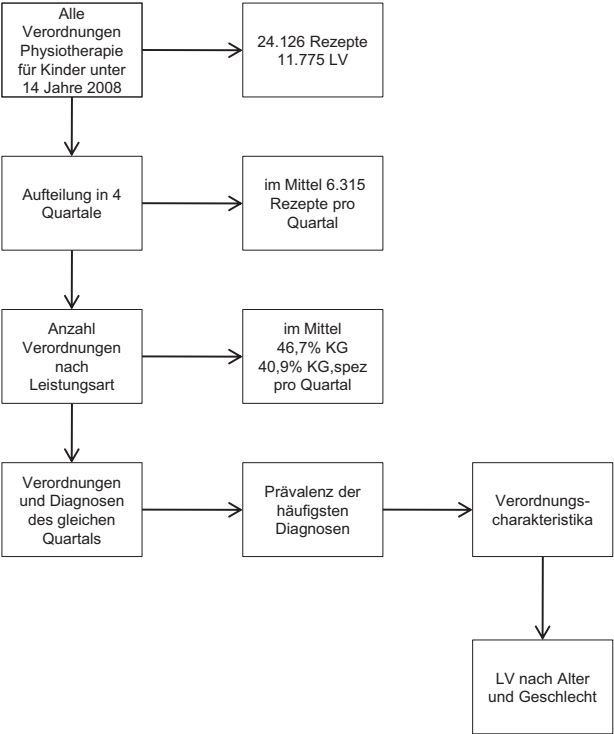 Alle
Verordnungen
Physiotherapie
für Kinder unter
14 Jahre 2008
24.126 Rezepte
11.775 LV
Aufteilung in 4
Quartale
im Mittel 6.315
Rezepte pro
Quartal
Anzahl
Verordnungen
nach
Leistungsart
im Mittel
46,7% KG
40,9% KG,spez
pro Quartal
Verordnungen
und Diagnosen
des gleichen
Quartals
Prävalenz der
häufigsten
Diagnosen
Verordnungs-
charakteristika
LV nach Alter
und Geschlecht